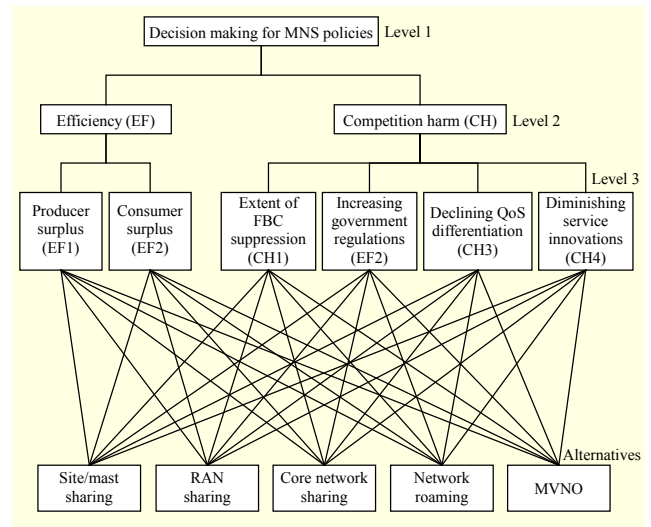 Decision making for MNS policies
Level 1
Efficiency (EF)
Competition harm (CH)
Level 2
Level 3
Producer
surplus
(EF1)
Consumer
surplus
(EF2)
Extent of
FBC
suppression
(CH1)
Increasing
government
regulations
(EF2)
Declining QoS
differentiation
(CH3)
Diminishing
service
innovations
(CH4)
Alternatives
Site/mast
sharing
RAN
sharing
Core network
sharing
Network
roaming
MVNO